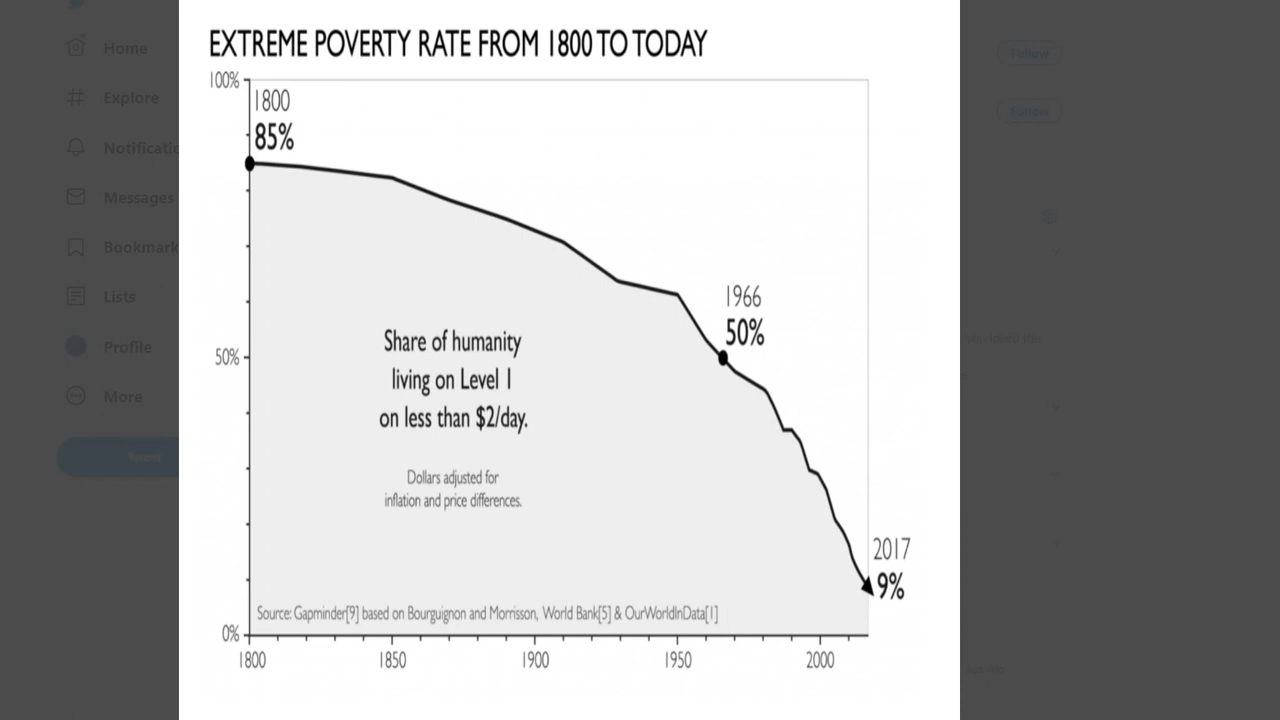 EXTREME POVERTY RATE FROM 1800 TO TODAY
100%
1800
85%
1966
50%
50%
Share of humanity
living on Level 1
on less than $2/day.
Dollars adjusted for
inflation and price differences.
2017
9%
Source: Gapminder[9] based on Bourguignon and Morrisson, World Bank[5] & OurWorldInData[1]
0%
1800 1850 1900 1950 2000
Home
Explore
Notificatio
Messages
Bookmark
Lists
Profile
More
Tweet
Follow
Follow